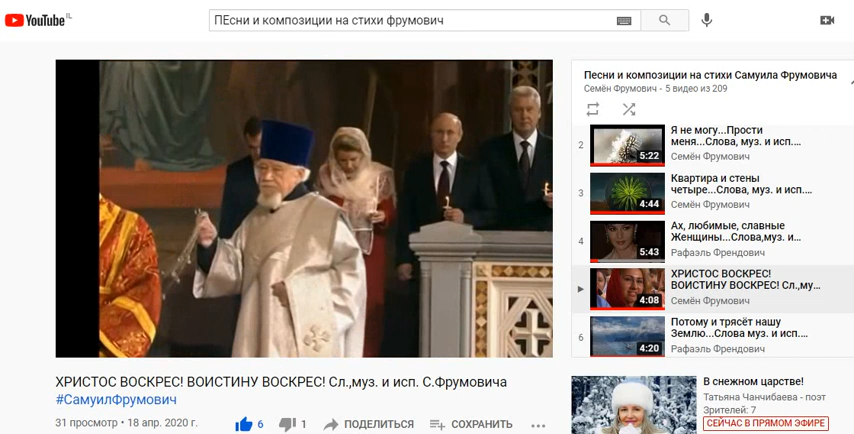 YouTube IL
ПЕсни и композиции на стихи фрумович
Песни и композиции на стихи Самуила Фрумовича
Семён Фрумович - 5 видео из 209
2
Я не могу...Прости
меня...Слова, муз. и исп....
Семён Фрумович
5:22
3
Квартира и стены
четыре...Слова, муз. и исп....
Семён Фрумович
4:44
4
Ах, любимые, славные
Женщины...Слова,муз. и...
Рафаэль Френдович
5:43
ХРИСТОС ВОСКРЕС!
ВОИСТИНУ ВОСКРЕС! Сл.,му...
Семён Фрумович
4:08
6
Потому и трясёт нашу
Землю...Слова муз. и исп....
Рафаэль Френдович
4:20
ХРИСТОС ВОСКРЕС! ВОИСТИНУ ВОСКРЕС! Сл.,муз. и исп. С.Фрумовича
#СамуилФрумович
31 просмотр • 18 апр. 2020 г.
6
1
ПОДЕЛИТЬСЯ
СОХРАНИТЬ
...
В снежном царстве!
Татьяна Чанчибаева - поэт
Зрителей: 7
СЕЙЧАС В ПРЯМОМ ЭФИРЕ